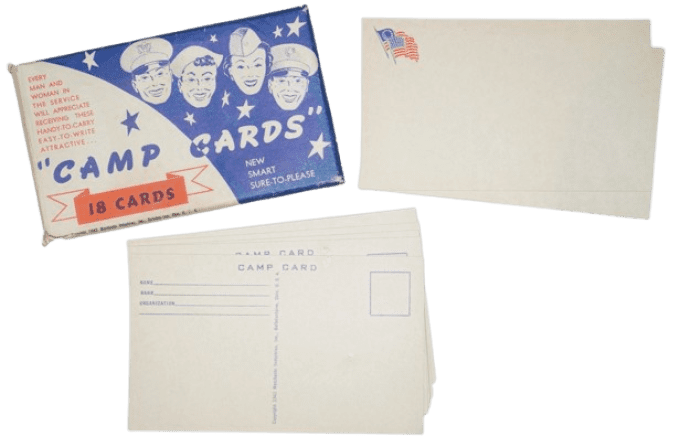 EVERY
MAN AND
WOMAN IN
THE SERVICE
WILL APPRECIATE
RECEIVING THESE
HANDY-TO-CARRY
EASY-TO-WRITE
ATTRACTIVE...
"CAMP CARDS"
NEW
SMART
SURE-TO-PLEASE
18 CARDS
CAMP CARD
CAMP CARD
NAME
RANK
ORGANIZATION